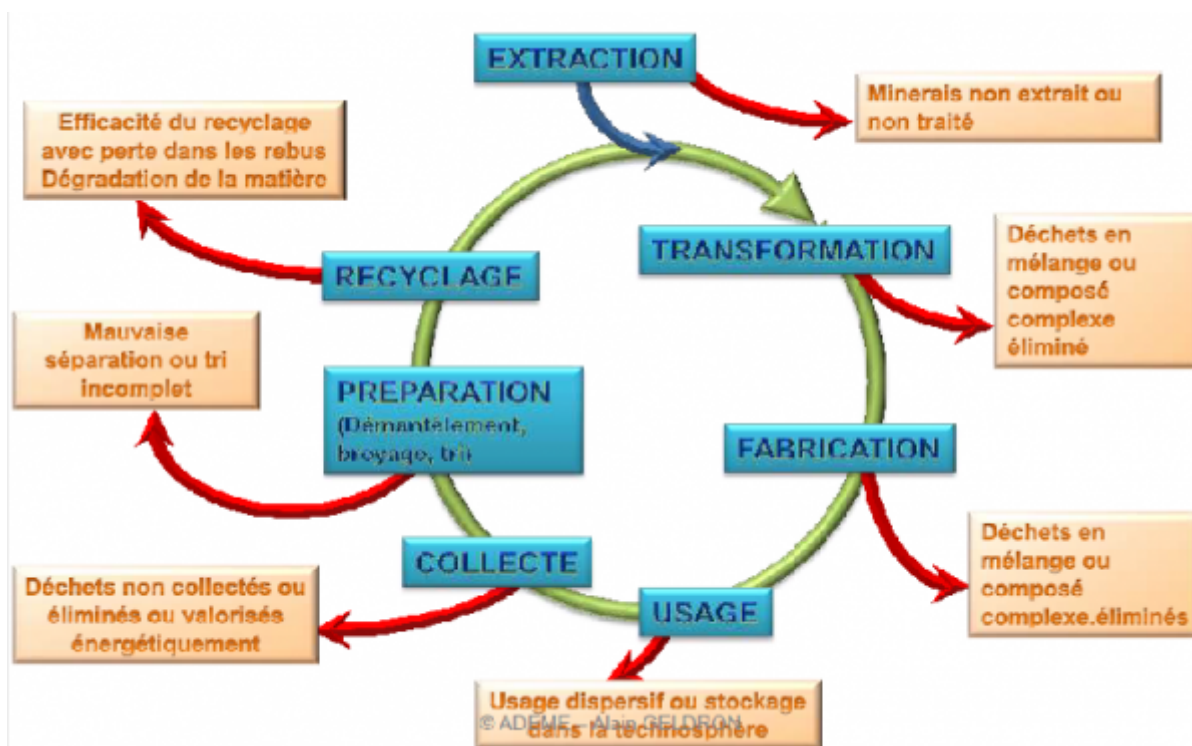 EXTRACTION
Minerais non extrait ou
non traité
Efficacité du recyclage
avec perte dans les rebus
Dégradation de la matière
TRANSFORMATION
Déchets en
mélange ou
composé
complexe
éliminé
RECYCLAGE
Mauvaise
séparation ou tri
incomplet
PREPARATION
(Démantèlement,
broyage, tri)
FABRICATION
Déchets en
mélange ou
composé
complexe.éliminés
COLLECTE
Déchets non collectés ou
éliminés ou valorisés
énergétiquement
USAGE
Usage dispersif ou stockage
dans la technosphère
© ADEME – Alain GELDRON